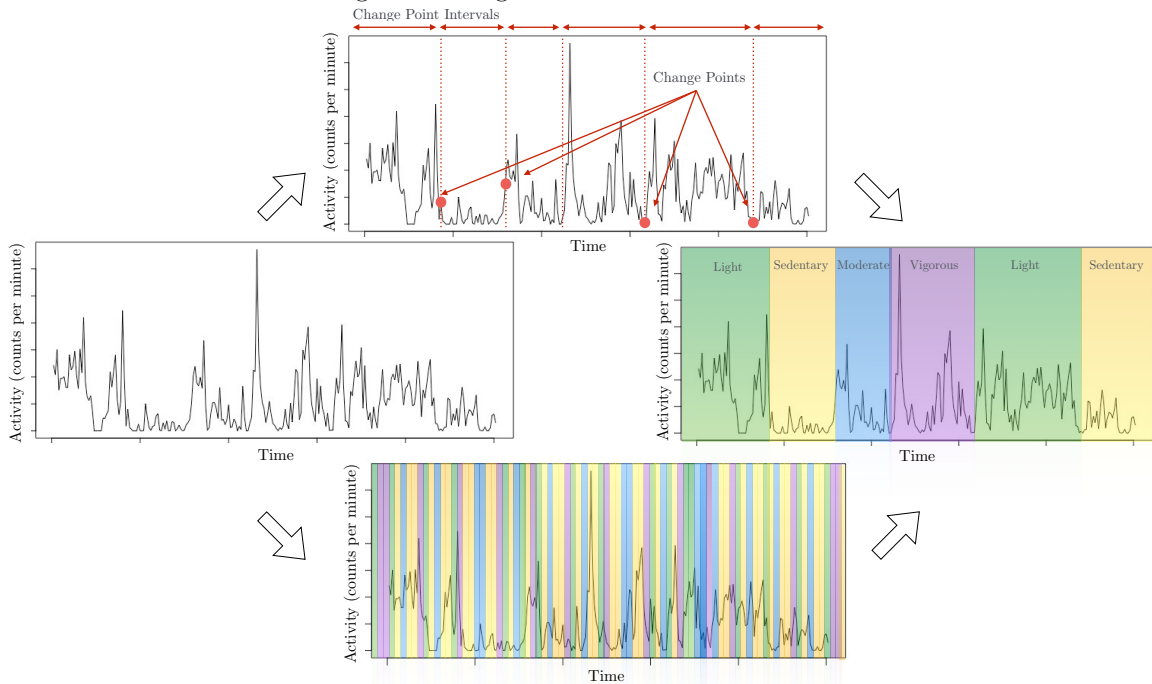 Change Point Intervals
Activity (counts per minute)
Change Points
Time
Activity (counts per minute)
Time
Activity (counts per minute)
Light
Sedentary
Moderate
Vigorous
Light
Sedentary
Time
Activity (counts per minute)
Time